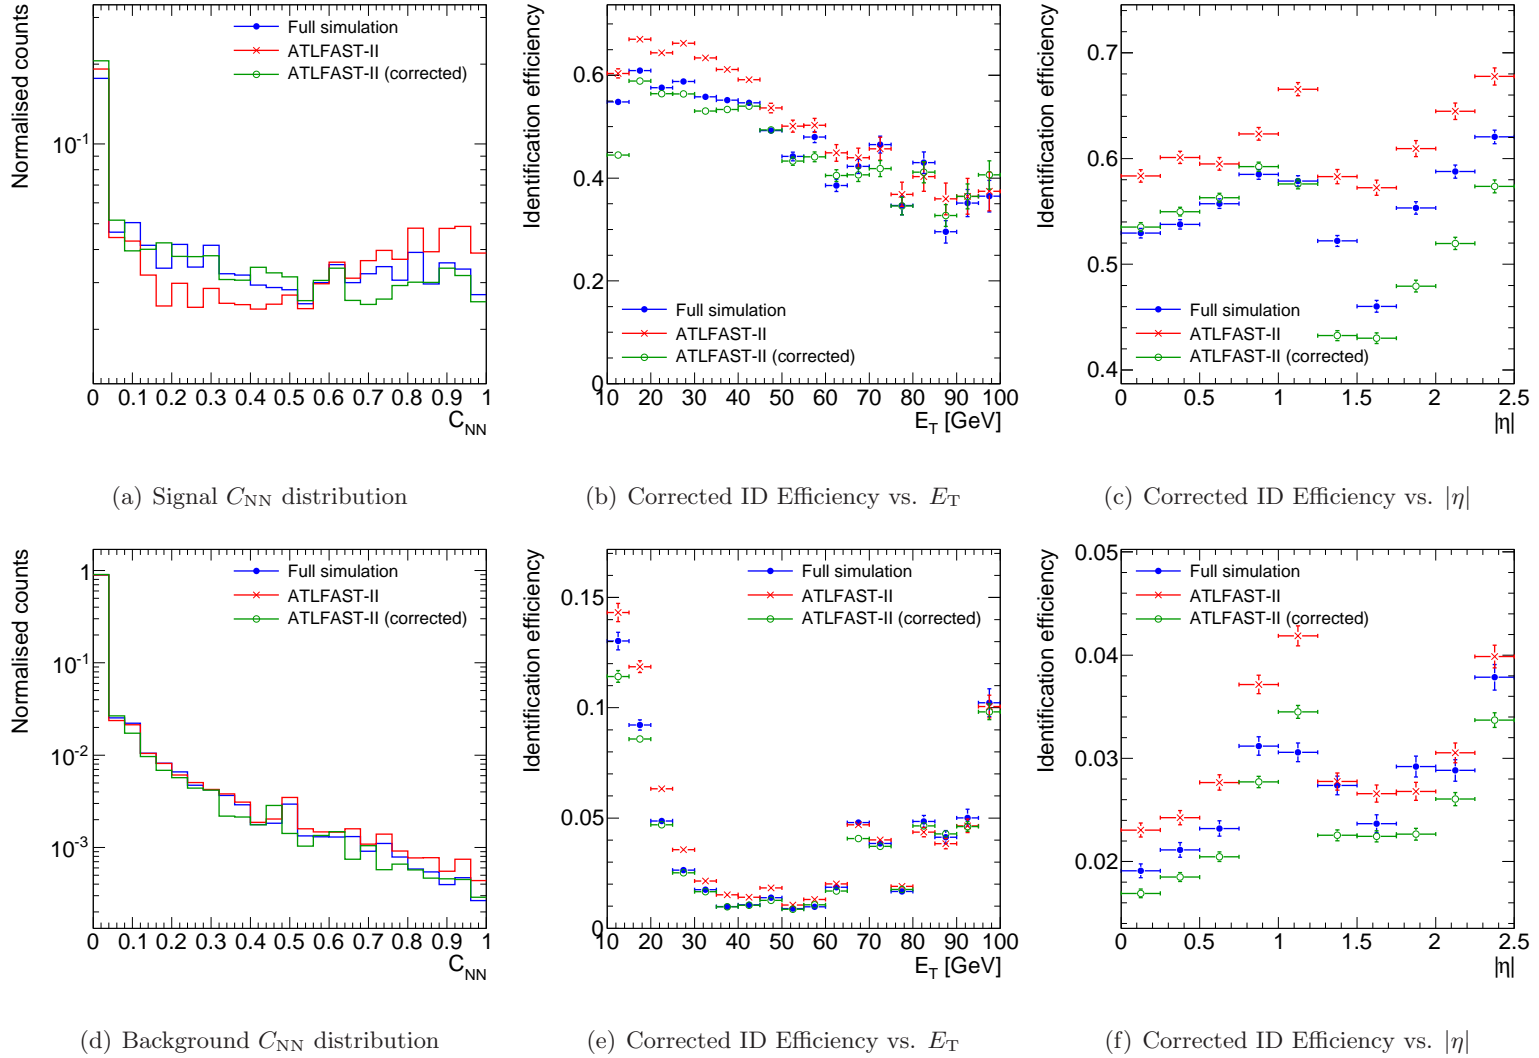 Normalised counts
Full simulation
ATLFAST-II
ATLFAST-II (corrected)
10⁻¹
0 0.1 0.2 0.3 0.4 0.5 0.6 0.7 0.8 0.9 1
C_NN
(a) Signal C_NN distribution
Identification efficiency
0.6
0.4
0.2
0
Full simulation
ATLFAST-II
ATLFAST-II (corrected)
10 20 30 40 50 60 70 80 90 100
E_T [GeV]
(b) Corrected ID Efficiency vs. E_T
Identification efficiency
0.7
0.6
0.5
0.4
Full simulation
ATLFAST-II
ATLFAST-II (corrected)
0 0.5 1 1.5 2 2.5
|η|
(c) Corrected ID Efficiency vs. |η|
Normalised counts
Full simulation
ATLFAST-II
ATLFAST-II (corrected)
1
10⁻¹
10⁻²
10⁻³
0 0.1 0.2 0.3 0.4 0.5 0.6 0.7 0.8 0.9 1
C_NN
(d) Background C_NN distribution
Identification efficiency
Full simulation
ATLFAST-II
ATLFAST-II (corrected)
0.15
0.1
0.05
0
10 20 30 40 50 60 70 80 90 100
E_T [GeV]
(e) Corrected ID Efficiency vs. E_T
Identification efficiency
0.05
0.04
0.03
0.02
Full simulation
ATLFAST-II
ATLFAST-II (corrected)
0 0.5 1 1.5 2 2.5
|η|
(f) Corrected ID Efficiency vs. |η|